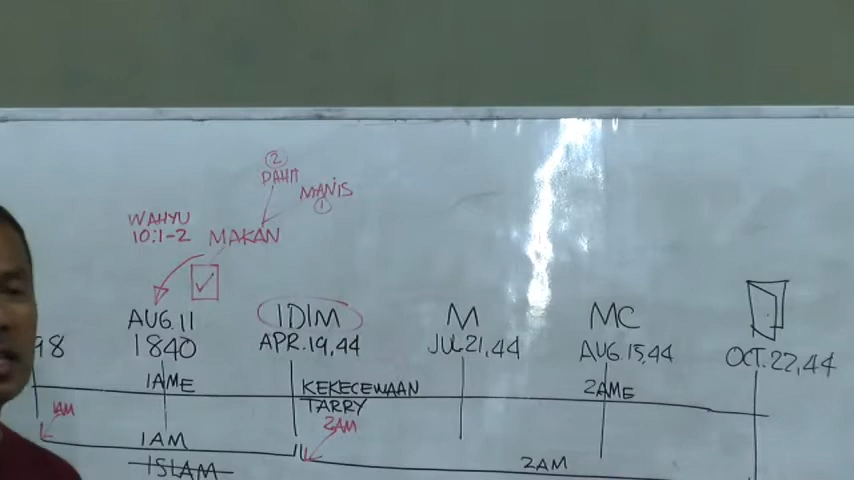 ②
PAHIT
MANIS
①
WAHYU
10:1-2
MAKAN
AUG.11
1840
1DIM
APR.19,44
M
JUL21,44
MC
AUG.15,44
OCT.22,44
98
1AME
KEKECEWAAN
TARRY
2AME
1AM
2AM
1AM
ISLAM
2AM